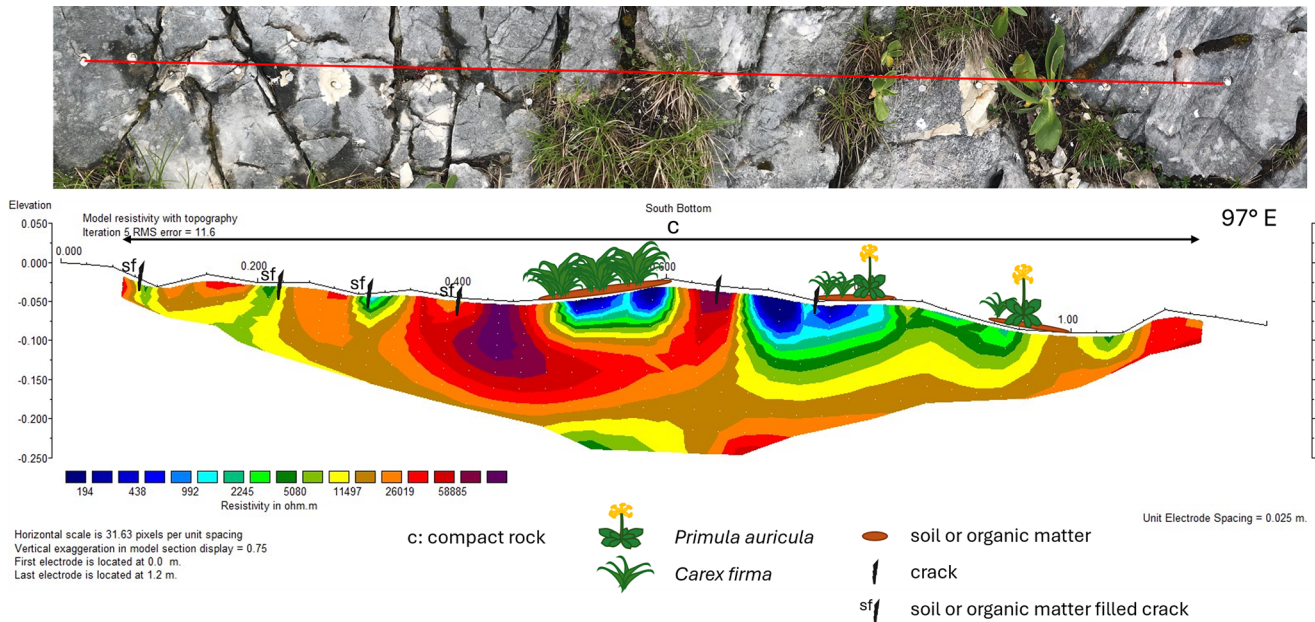 Elevation
Model resistivity with topography
Iteration 5 RMS error = 11.6
South Bottom
97° E
c
0.050
0.000
-0.050
-0.100
-0.150
-0.200
-0.250
0.000
sf
0.200
sf
sf
0.400
sf
0.600
1.00
194 438 992 2245 5080 11497 26019 58885
Resistivity in ohm.m
Horizontal scale is 31.63 pixels per unit spacing
Vertical exaggeration in model section display = 0.75
First electrode is located at 0.0 m.
Last electrode is located at 1.2 m.
c: compact rock
Primula auricula
Carex firma
soil or organic matter
crack
sf soil or organic matter filled crack
Unit Electrode Spacing = 0.025 m.